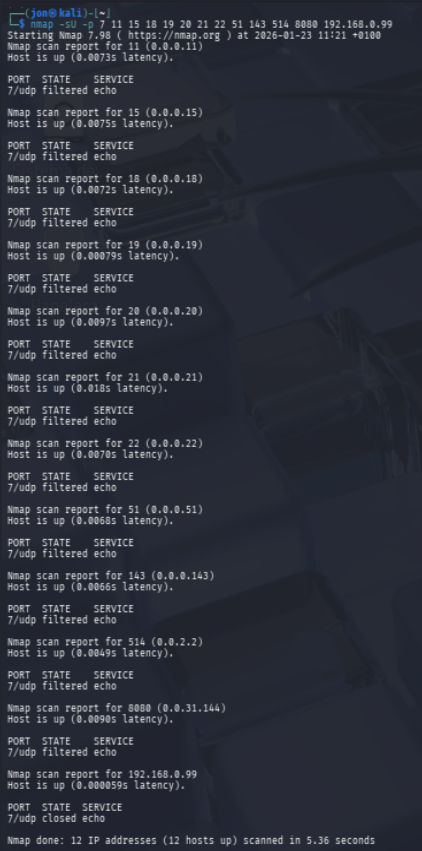 ┌──(jon㉿kali)-[~]
└─$ nmap -sU -p 7 11 15 18 19 20 21 22 51 143 514 8080 192.168.0.99
Starting Nmap 7.98 ( https://nmap.org ) at 2026-01-23 11:21 +0100
Nmap scan report for 11 (0.0.0.11)
Host is up (0.0073s latency).

PORT  STATE    SERVICE
7/udp filtered echo

Nmap scan report for 15 (0.0.0.15)
Host is up (0.0075s latency).

PORT  STATE    SERVICE
7/udp filtered echo

Nmap scan report for 18 (0.0.0.18)
Host is up (0.0072s latency).

PORT  STATE    SERVICE
7/udp filtered echo

Nmap scan report for 19 (0.0.0.19)
Host is up (0.00079s latency).

PORT  STATE    SERVICE
7/udp filtered echo

Nmap scan report for 20 (0.0.0.20)
Host is up (0.0097s latency).

PORT  STATE    SERVICE
7/udp filtered echo

Nmap scan report for 21 (0.0.0.21)
Host is up (0.018s latency).

PORT  STATE    SERVICE
7/udp filtered echo

Nmap scan report for 22 (0.0.0.22)
Host is up (0.0070s latency).

PORT  STATE    SERVICE
7/udp filtered echo

Nmap scan report for 51 (0.0.0.51)
Host is up (0.0068s latency).

PORT  STATE    SERVICE
7/udp filtered echo

Nmap scan report for 143 (0.0.0.143)
Host is up (0.0066s latency).

PORT  STATE    SERVICE
7/udp filtered echo

Nmap scan report for 514 (0.0.2.2)
Host is up (0.0049s latency).

PORT  STATE    SERVICE
7/udp filtered echo

Nmap scan report for 8080 (0.0.31.144)
Host is up (0.0090s latency).

PORT  STATE    SERVICE
7/udp filtered echo

Nmap scan report for 192.168.0.99
Host is up (0.000059s latency).

PORT  STATE  SERVICE
7/udp closed echo

Nmap done: 12 IP addresses (12 hosts up) scanned in 5.36 seconds